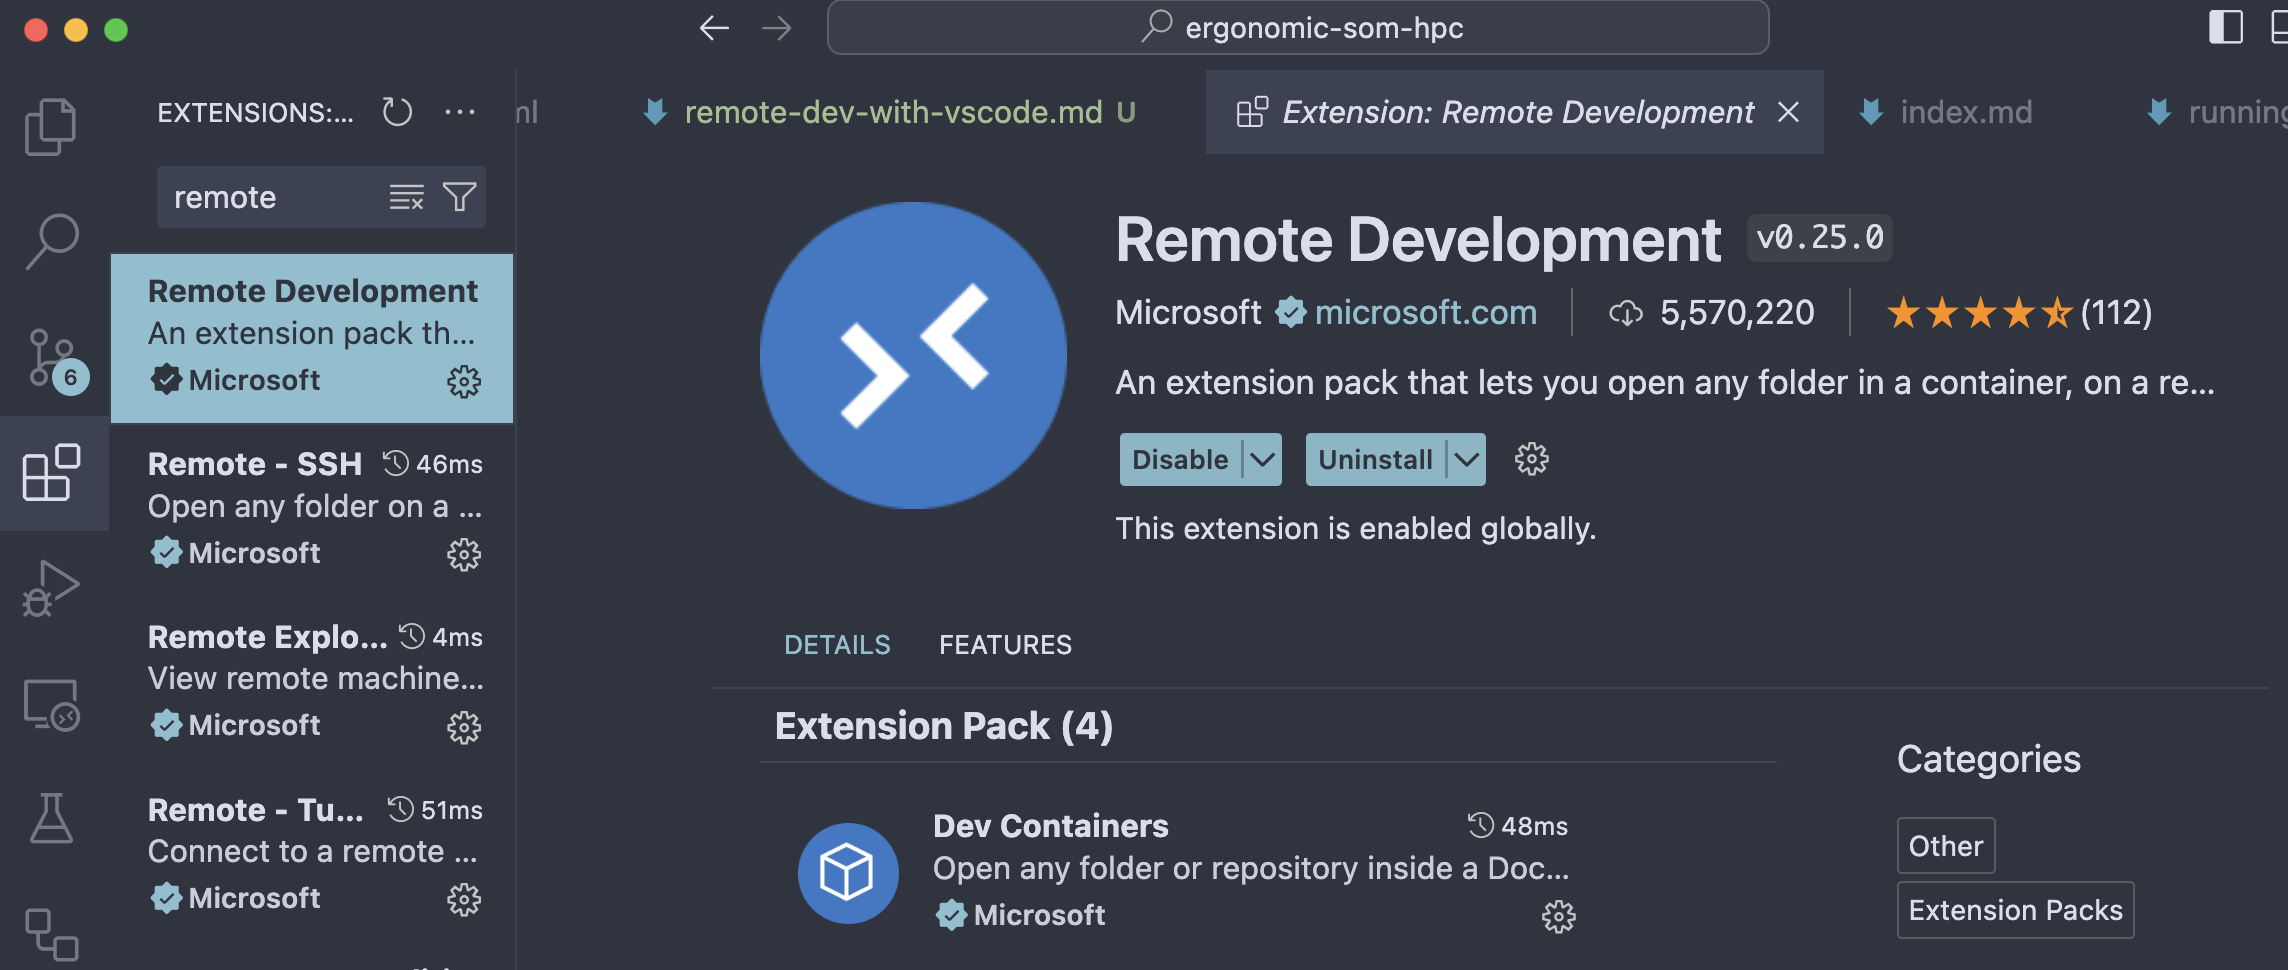 ergonomic-som-hpc
EXTENSIONS:...
ml
remote-dev-with-vscode.md U
Extension: Remote Development
index.md
running
remote
Remote Development
An extension pack th...
Microsoft
6
Remote - SSH 46ms
Open any folder on a ...
Microsoft
Remote Explo... 4ms
View remote machine...
Microsoft
Remote - Tu... 51ms
Connect to a remote ...
Microsoft
Remote Development v0.25.0
Microsoft microsoft.com 5,570,220 (112)
An extension pack that lets you open any folder in a container, on a re...
Disable Uninstall
This extension is enabled globally.
DETAILS FEATURES
Extension Pack (4)
Dev Containers 48ms
Open any folder or repository inside a Doc...
Microsoft
Categories
Other
Extension Packs